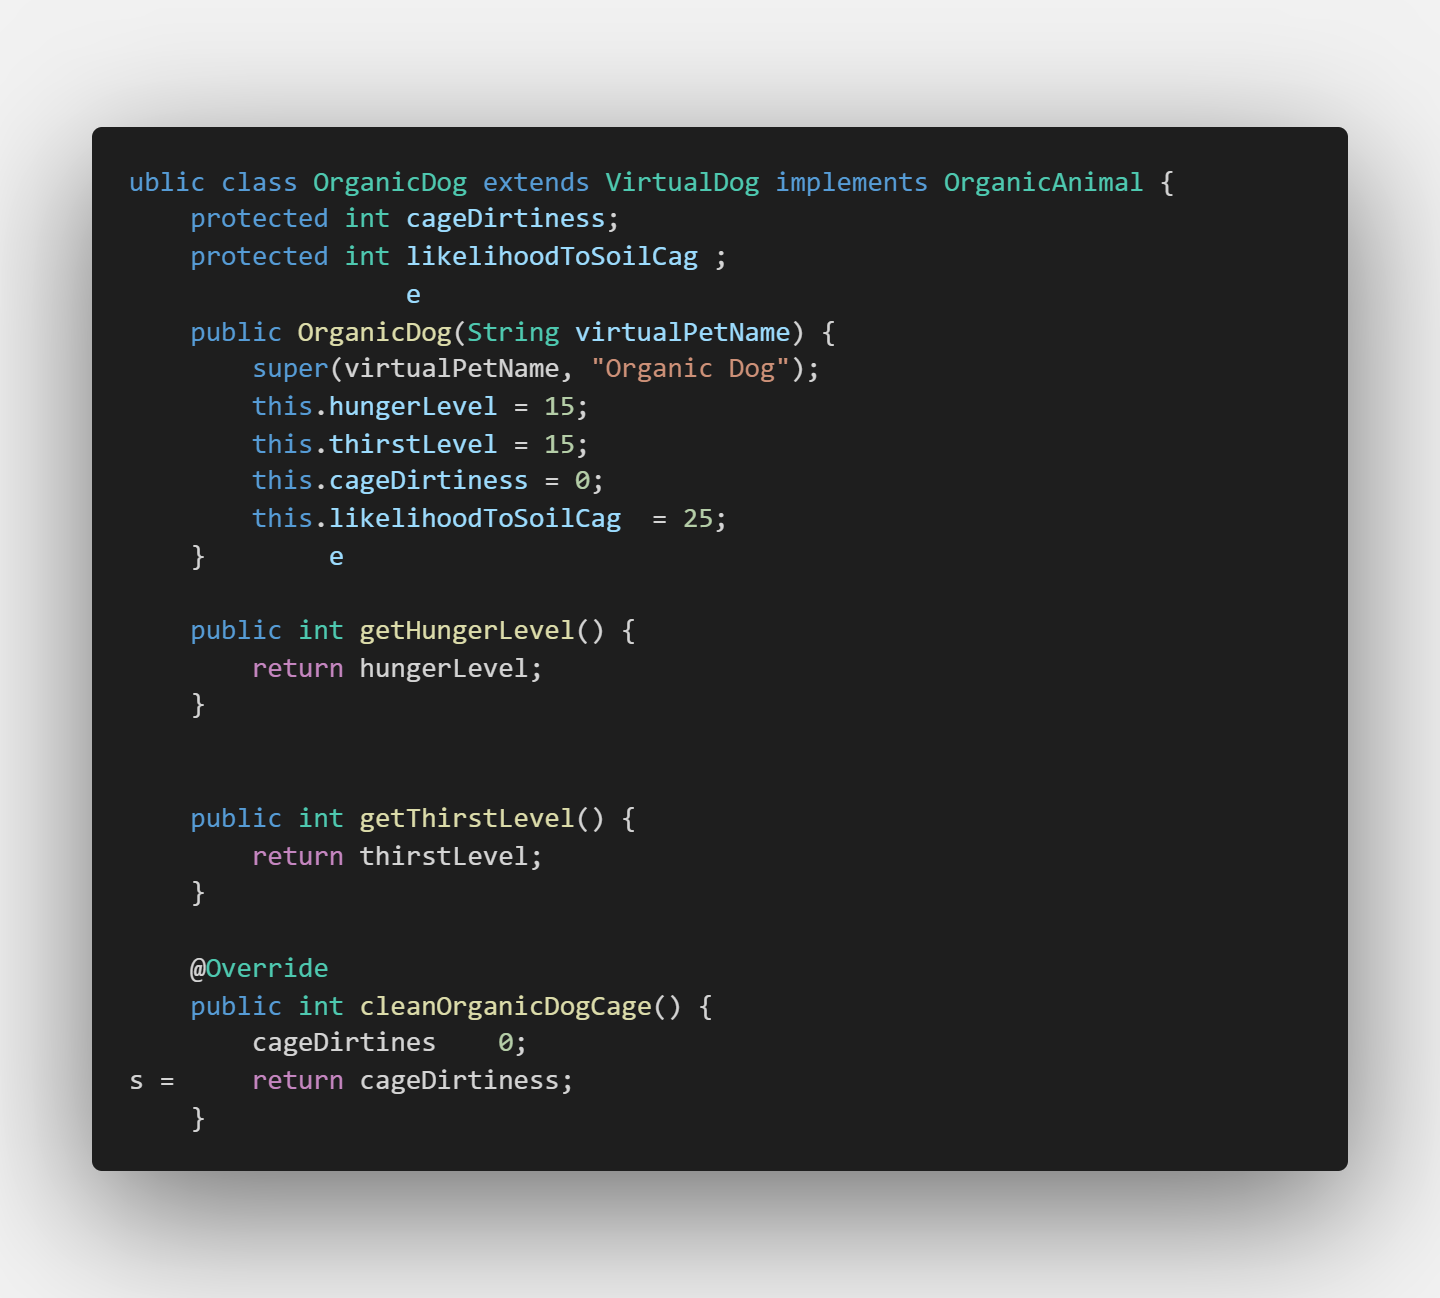 ublic class OrganicDog extends VirtualDog implements OrganicAnimal {
    protected int cageDirtiness;
    protected int likelihoodToSoilCag ;
                  e
    public OrganicDog(String virtualPetName) {
        super(virtualPetName, "Organic Dog");
        this.hungerLevel = 15;
        this.thirstLevel = 15;
        this.cageDirtiness = 0;
        this.likelihoodToSoilCag  = 25;
    }        e
    public int getHungerLevel() {
        return hungerLevel;
    }
    public int getThirstLevel() {
        return thirstLevel;
    }
    @Override
    public int cleanOrganicDogCage() {
        cageDirtines    0;
s =     return cageDirtiness;
    }